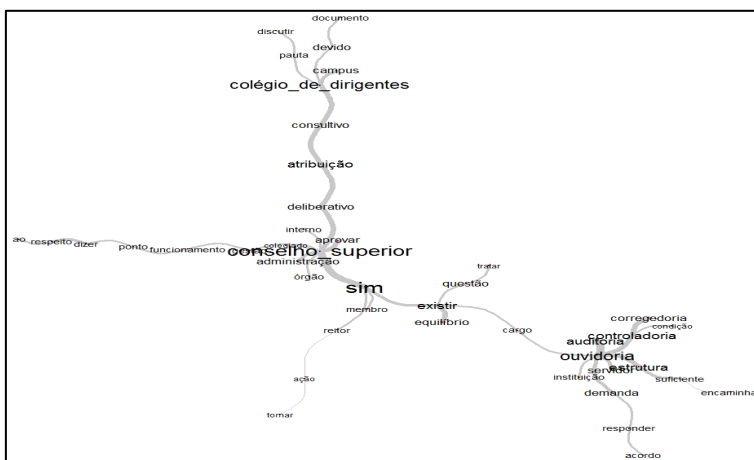 documento
discutir
devido
pauta
campus
colégio_de_dirigentes
consultivo
atribuição
deliberativo
interno
ao
respeito
dizer
ponto
funcionamento
colegiado
aprovar
conselho_superior
administração
órgão
sim
membro
reitor
ação
tomar
tratar
questão
existir
equilíbrio
cargo
corregedoria
condição
controladoria
auditoria
ouvidoria
servidor
estrutura
instituição
suficiente
demanda
encaminha
responder
acordo